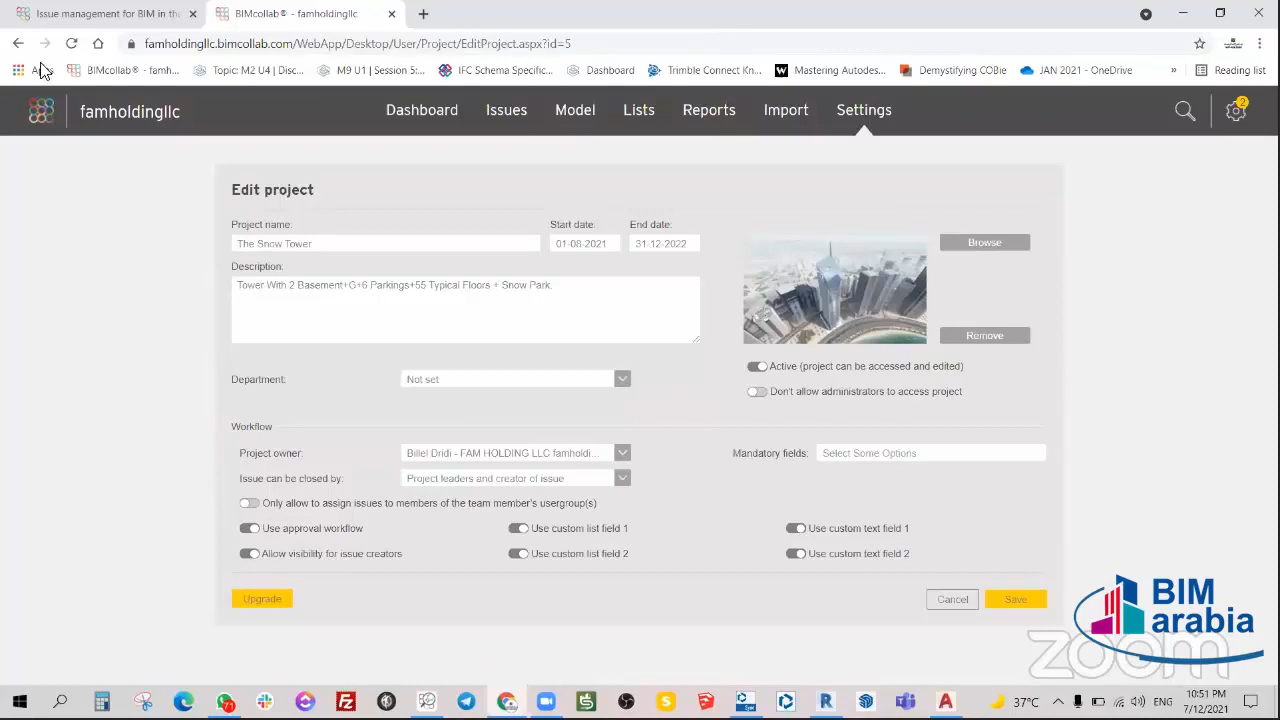 Issue management for BIM in the
BIMcollab® - famholdingllc
famholdingllc.bimcollab.com/WebApp/Desktop/User/Project/EditProject.aspx?id=5
BIMcollab® - famh...
Topic: M2 U4 | Disc...
M9 U1 | Session 5:...
IFC Schema Specific...
Dashboard
Trimble Connect Kn...
Mastering Autodes...
Demystifying COBie
JAN 2021 - OneDrive
»
Reading list
famholdingllc
Dashboard
Issues
Model
Lists
Reports
Import
Settings
2
Edit project
Project name:
Start date:
End date:
The Snow Tower
01-08-2021
31-12-2022
Browse
Description:
Tower With 2 Basement+G+6 Parkings+55 Typical Floors + Snow Park.
Remove
Active (project can be accessed and edited)
Department:
Not set
Don't allow administrators to access project
Workflow
Project owner:
Billel Dridi - FAM HOLDING LLC famholdi...
Mandatory fields:
Select Some Options
Issue can be closed by:
Project leaders and creator of issue
Only allow to assign issues to members of the team member's usergroup(s)
Use approval workflow
Use custom list field 1
Use custom text field 1
Allow visibility for issue creators
Use custom list field 2
Use custom text field 2
Upgrade
Cancel
Save
BIM
arabia
zoom
71
37°C
ENG
10:51 PM
7/12/2021